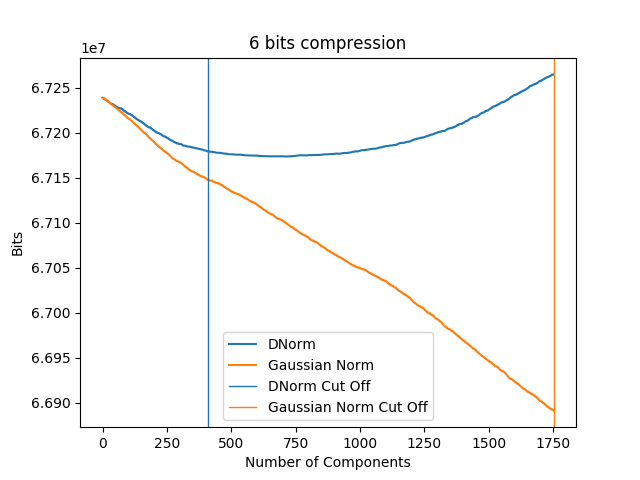 6 bits compression
1e7
6.725
6.720
6.715
6.710
6.705
6.700
6.695
6.690
Bits
DNorm
Gaussian Norm
DNorm Cut Off
Gaussian Norm Cut Off
0 250 500 750 1000 1250 1500 1750
Number of Components